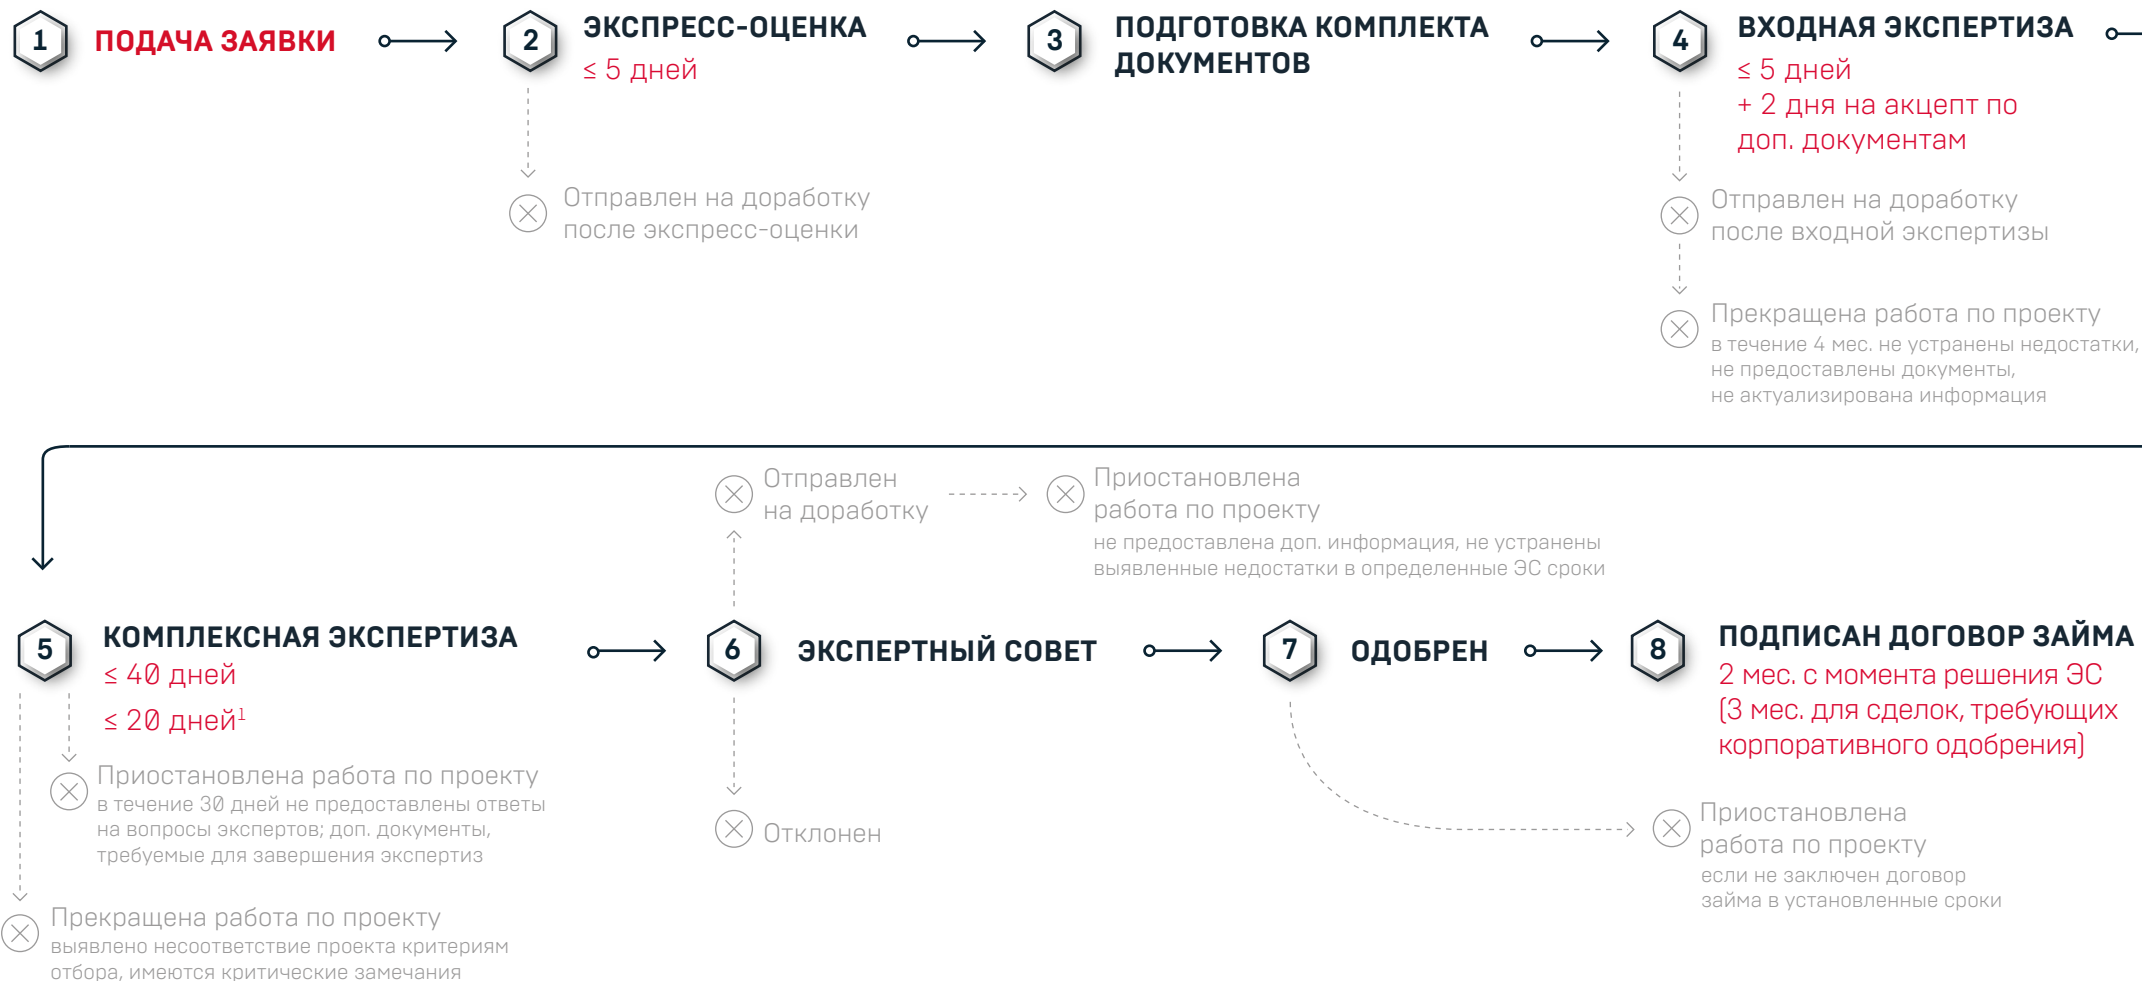 1
ПОДАЧА ЗАЯВКИ
2
ЭКСПРЕСС-ОЦЕНКА
≤ 5 дней
Отправлен на доработку
после экспресс-оценки
3
ПОДГОТОВКА КОМПЛЕКТА
ДОКУМЕНТОВ
4
ВХОДНАЯ ЭКСПЕРТИЗА
≤ 5 дней
+ 2 дня на акцепт по
доп. документам
Отправлен на доработку
после входной экспертизы
Прекращена работа по проекту
в течение 4 мес. не устранены недостатки,
не предоставлены документы,
не актуализирована информация
5
КОМПЛЕКСНАЯ ЭКСПЕРТИЗА
≤ 40 дней
≤ 20 дней¹
Приостановлена работа по проекту
в течение 30 дней не предоставлены ответы
на вопросы экспертов; доп. документы,
требуемые для завершения экспертиз
Прекращена работа по проекту
выявлено несоответствие проекта критериям
отбора, имеются критические замечания
Отправлен
на доработку
Приостановлена
работа по проекту
не предоставлена доп. информация, не устранены
выявленные недостатки в определенные ЭС сроки
6
ЭКСПЕРТНЫЙ СОВЕТ
Отклонен
7
ОДОБРЕН
8
ПОДПИСАН ДОГОВОР ЗАЙМА
2 мес. с момента решения ЭС
(3 мес. для сделок, требующих
корпоративного одобрения)
Приостановлена
работа по проекту
если не заключен договор
займа в установленные сроки